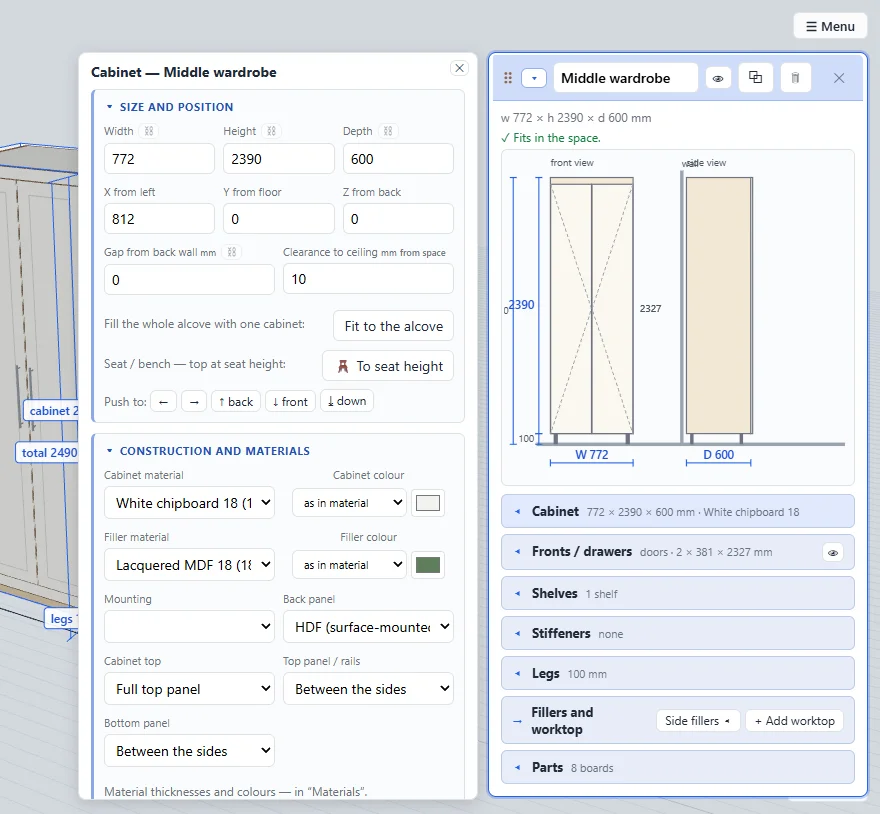 ☰ Menu
Cabinet — Middle wardrobe
SIZE AND POSITION
Width
Height
Depth
772
2390
600
X from left
Y from floor
Z from back
812
0
0
Gap from back wall mm
Clearance to ceiling mm from space
0
10
Fill the whole alcove with one cabinet:
Fit to the alcove
Seat / bench — top at seat height:
To seat height
Push to:
←
→
↑ back
↓ front
⤓ down
CONSTRUCTION AND MATERIALS
Cabinet material
Cabinet colour
White chipboard 18 (1
as in material
Filler material
Filler colour
Lacquered MDF 18 (18
as in material
Mounting
Back panel
HDF (surface-mounted
Cabinet top
Top panel / rails
Full top panel
Between the sides
Bottom panel
Between the sides
Material thicknesses and colours — in “Materials”.
cabinet 2
total 2490
legs
Middle wardrobe
w 772 × h 2390 × d 600 mm
✓ Fits in the space.
front view
wall
side view
0
2390
2327
100
W 772
D 600
Cabinet 772 × 2390 × 600 mm · White chipboard 18
Fronts / drawers doors · 2 × 381 × 2327 mm
Shelves 1 shelf
Stiffeners none
Legs 100 mm
→ Fillers and worktop
Side fillers
+ Add worktop
Parts 8 boards